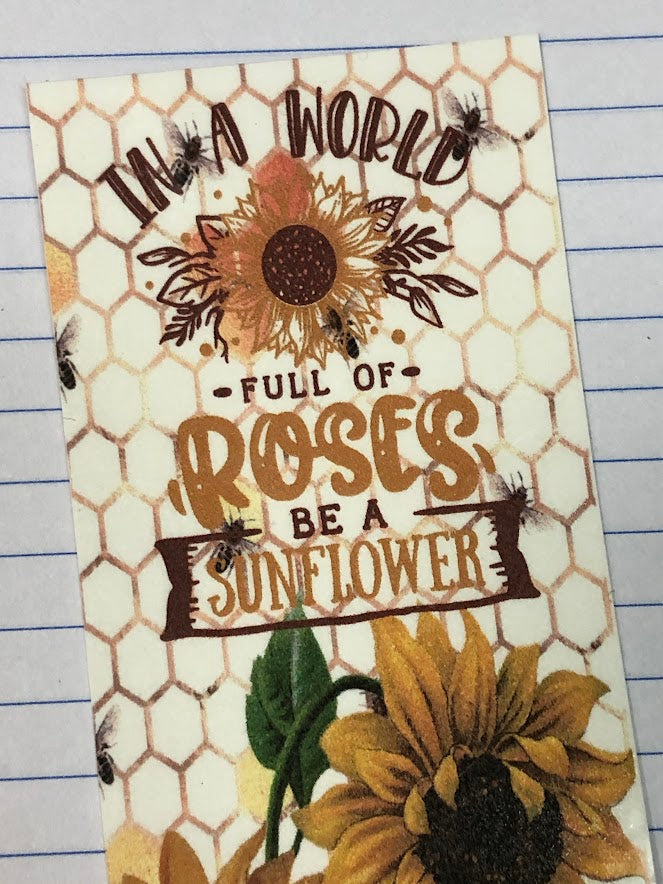 IN A WORLD
-FULL OF-
ROSES
BE A
SUNFLOWER